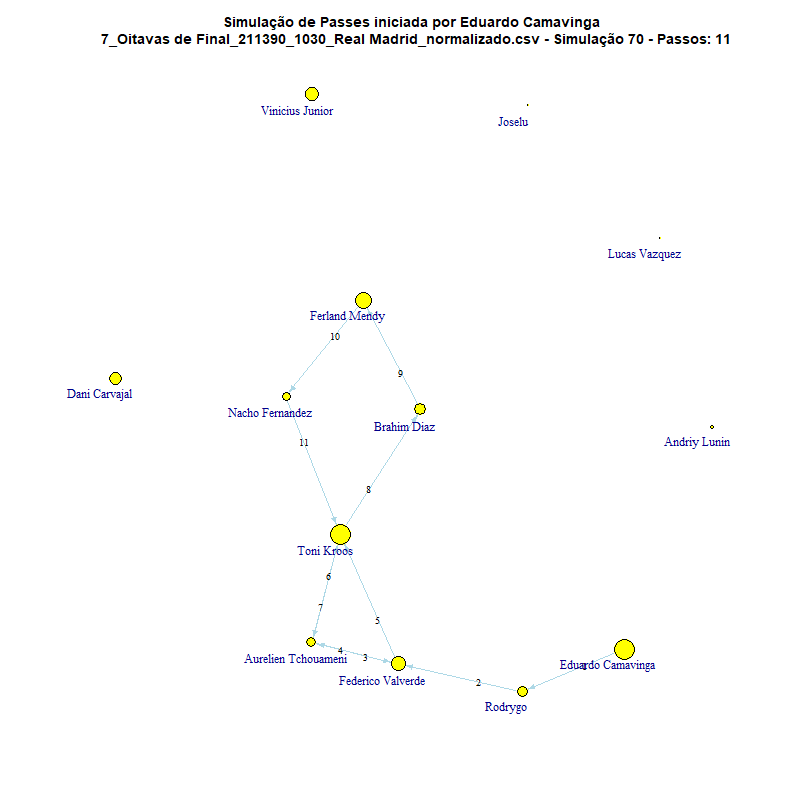 Simulação de Passes iniciada por Eduardo Camavinga
7_Oitavas de Final_211390_1030_Real Madrid_normalizado.csv - Simulação 70 - Passos: 11
Vinicius Junior
Joselu
Lucas Vazquez
Ferland Mendy
10
9
Dani Carvajal
Nacho Fernandez
Brahim Diaz
11
Andriy Lunin
8
Toni Kroos
6
7
5
4
3
Aurelien Tchouameni
Federico Valverde
Eduardo Camavinga
1
2
Rodrygo